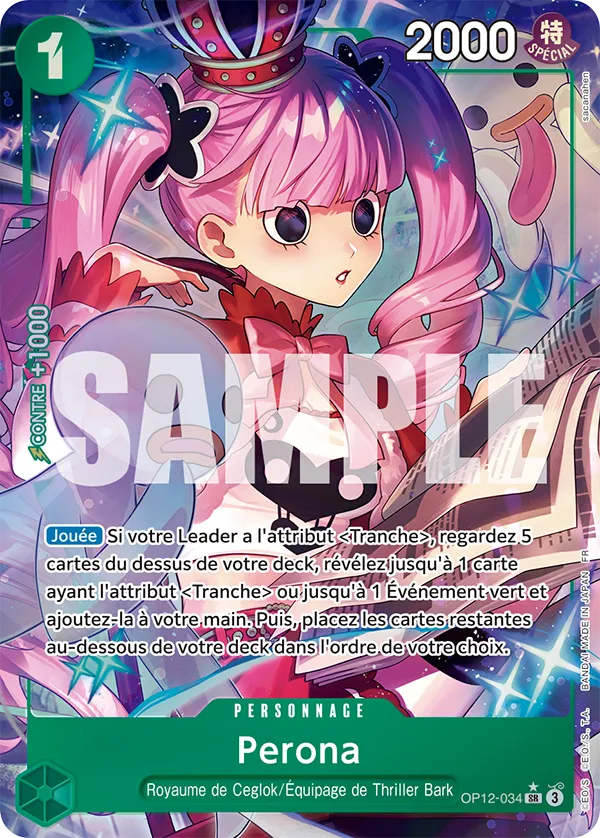 1
2000
特
SPÉCIAL
sacanahen
CONTRE +1000
SAMPLE
Jouée Si votre Leader a l'attribut <Tranche>, regardez 5
cartes du dessus de votre deck, révélez jusqu'à 1 carte
ayant l'attribut <Tranche> ou jusqu'à 1 Événement vert et
ajoutez-la à votre main. Puis, placez les cartes restantes
au-dessous de votre deck dans l'ordre de votre choix.
PERSONNAGE
Perona
Royaume de Ceglok/Équipage de Thriller Bark
OP12-034 SR 3
©E.O./S., T.A. BANDAI MADE IN JAPAN FR